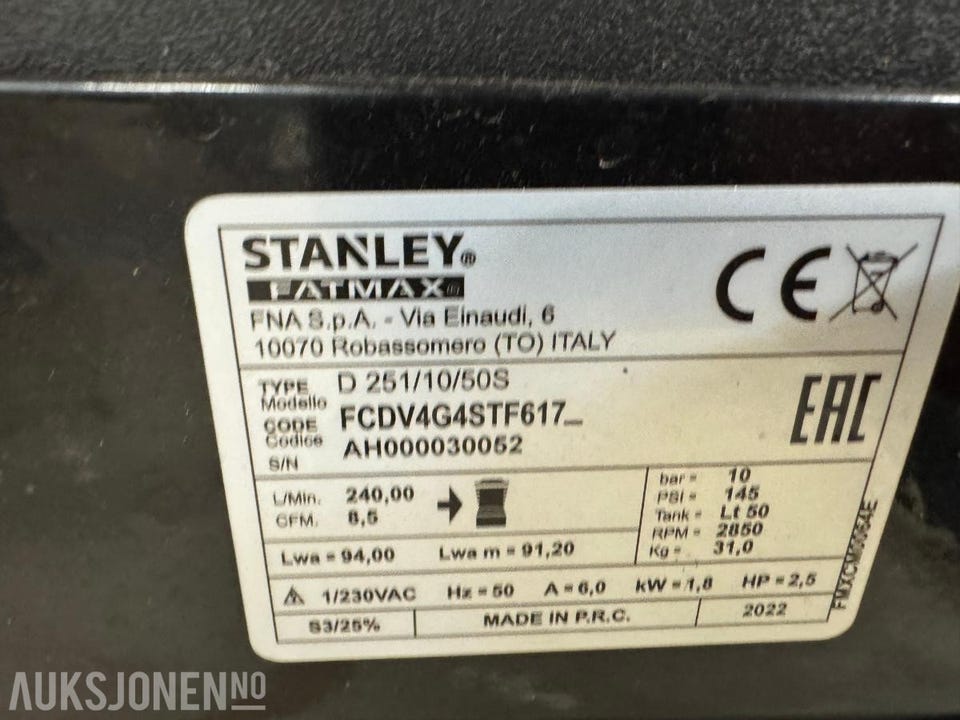 STANLEY®
FATMAX®
FNA S.p.A. - Via Einaudi, 6
10070 Robassomero (TO) ITALY
CE
TYPE D 251/10/50S
Modello
CODE FCDV4G4STF617_
Codice
S/N AH000030052
EAC
L/Min. 240,00
CFM. 8,5
Lwa = 94,00 Lwa m = 91,20
bar = 10
PSI = 145
Tank = Lt 50
RPM = 2850
Kg = 31,0
1/230VAC Hz = 50 A = 6,0 kW = 1,8 HP = 2,5
S3/25% MADE IN P.R.C. 2022
AUKSJONEN NO